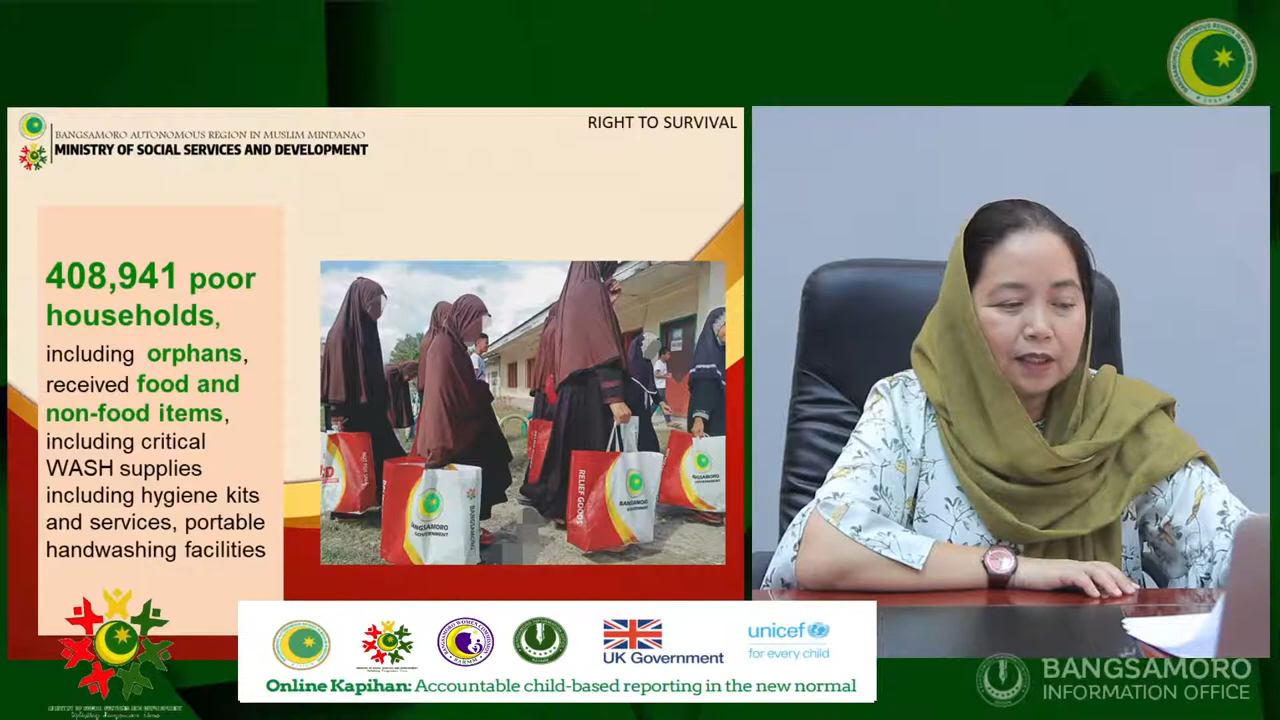 BANGSAMORO AUTONOMOUS REGION IN MUSLIM MINDANAO
MINISTRY OF SOCIAL SERVICES AND DEVELOPMENT
RIGHT TO SURVIVAL
408,941 poor
households,
including orphans,
received food and
non-food items,
including critical
WASH supplies
including hygiene kits
and services, portable
handwashing facilities
BANGSAMORO
GOVERNMENT
RELIEF GOODS
BANGSAMORO
GOVERNMENT
UK Government
unicef
for every child
Online Kapihan: Accountable child-based reporting in the new normal
BANGSAMORO
INFORMATION OFFICE